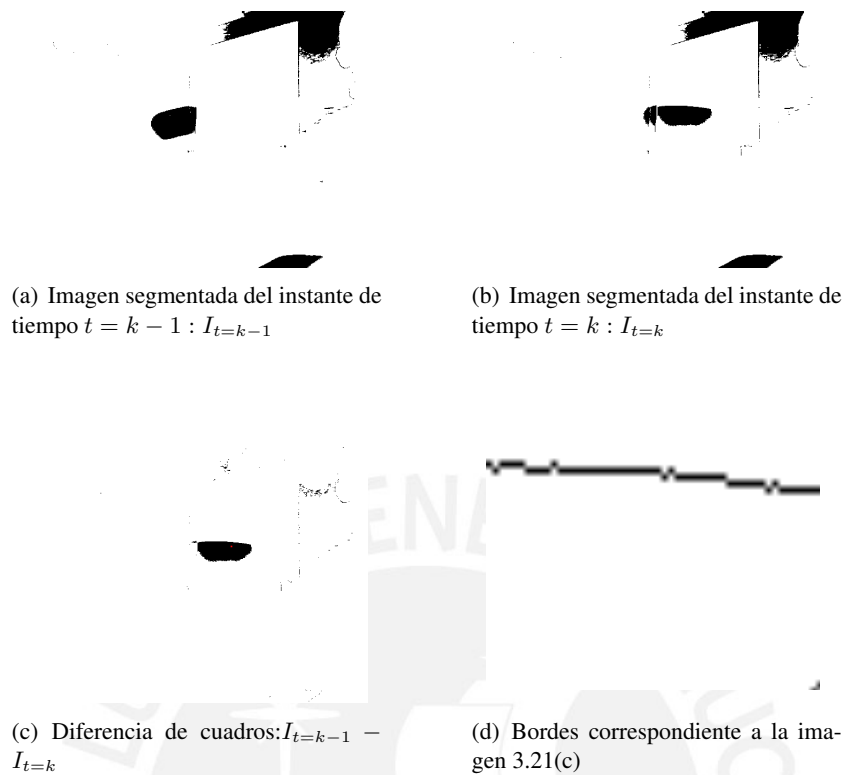 (a) Imagen segmentada del instante de
tiempo t = k − 1 : I_{t=k−1}
(b) Imagen segmentada del instante de
tiempo t = k : I_{t=k}
(c) Diferencia de cuadros:I_{t=k−1} −
I_{t=k}
(d) Bordes correspondiente a la ima-
gen 3.21(c)